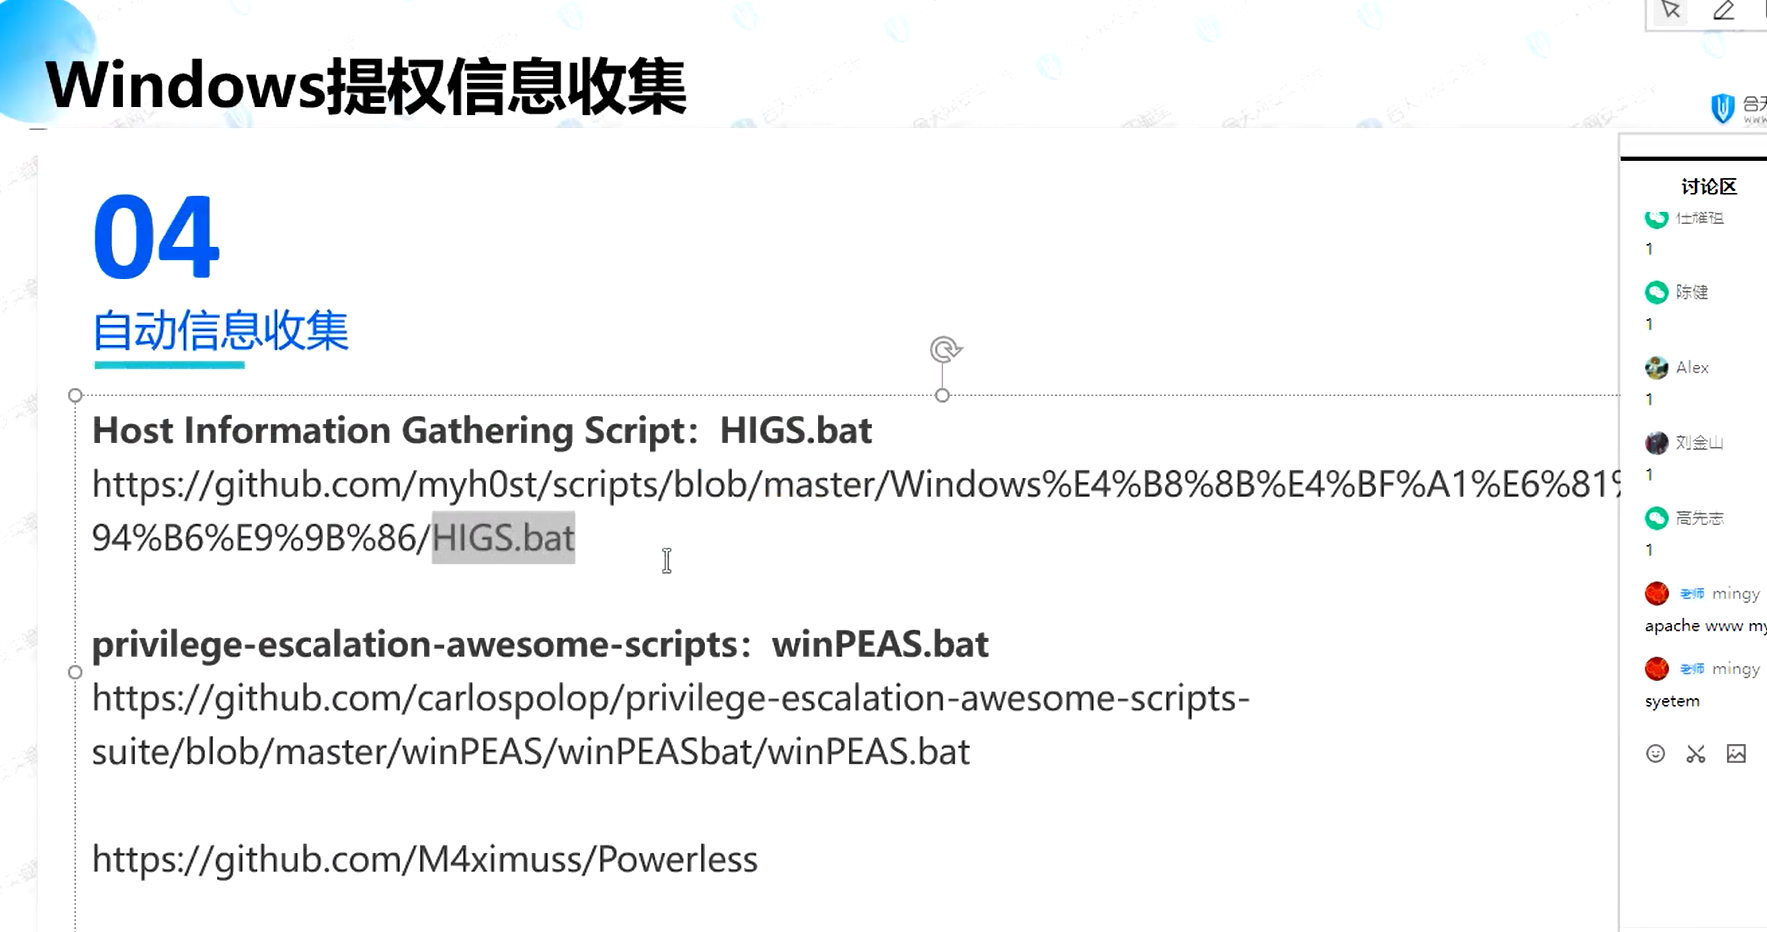 Windows提权信息收集
04
自动信息收集
Host Information Gathering Script：HIGS.bat
https://github.com/myh0st/scripts/blob/master/Windows%E4%B8%8B%E4%BF%A1%E6%81%
94%B6%E9%9B%86/HIGS.bat
privilege-escalation-awesome-scripts：winPEAS.bat
https://github.com/carlospolop/privilege-escalation-awesome-scripts-
suite/blob/master/winPEAS/winPEASbat/winPEAS.bat
https://github.com/M4ximuss/Powerless
合天
www
讨论区
1
陈健
1
Alex
1
刘金山
1
高先志
1
老师 mingy
apache www my
老师 mingy
syetem